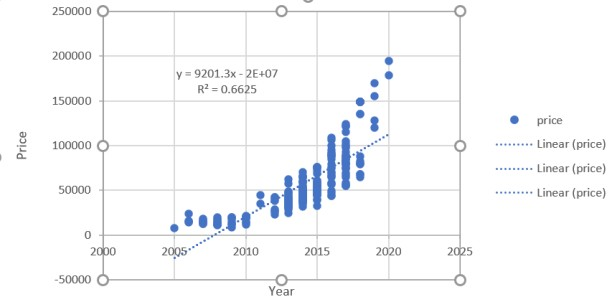 250000
200000
150000
100000
50000
0
-50000
2000
2005
2010
2015
2020
2025
Price
Year
y = 9201.3x - 2E+07
R² = 0.6625
price
Linear (price)
Linear (price)
Linear (price)